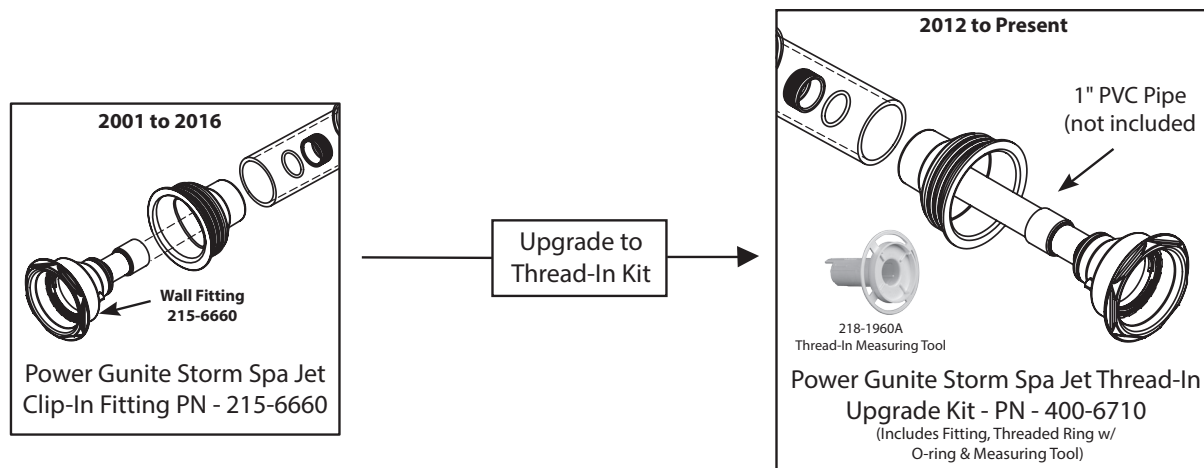 2001 to 2016
Wall Fitting
215-6660
Power Gunite Storm Spa Jet
Clip-In Fitting PN - 215-6660
Upgrade to
Thread-In Kit
2012 to Present
1" PVC Pipe
(not included
218-1960A
Thread-In Measuring Tool
Power Gunite Storm Spa Jet Thread-In
Upgrade Kit - PN - 400-6710
(Includes Fitting, Threaded Ring w/
O-ring & Measuring Tool)